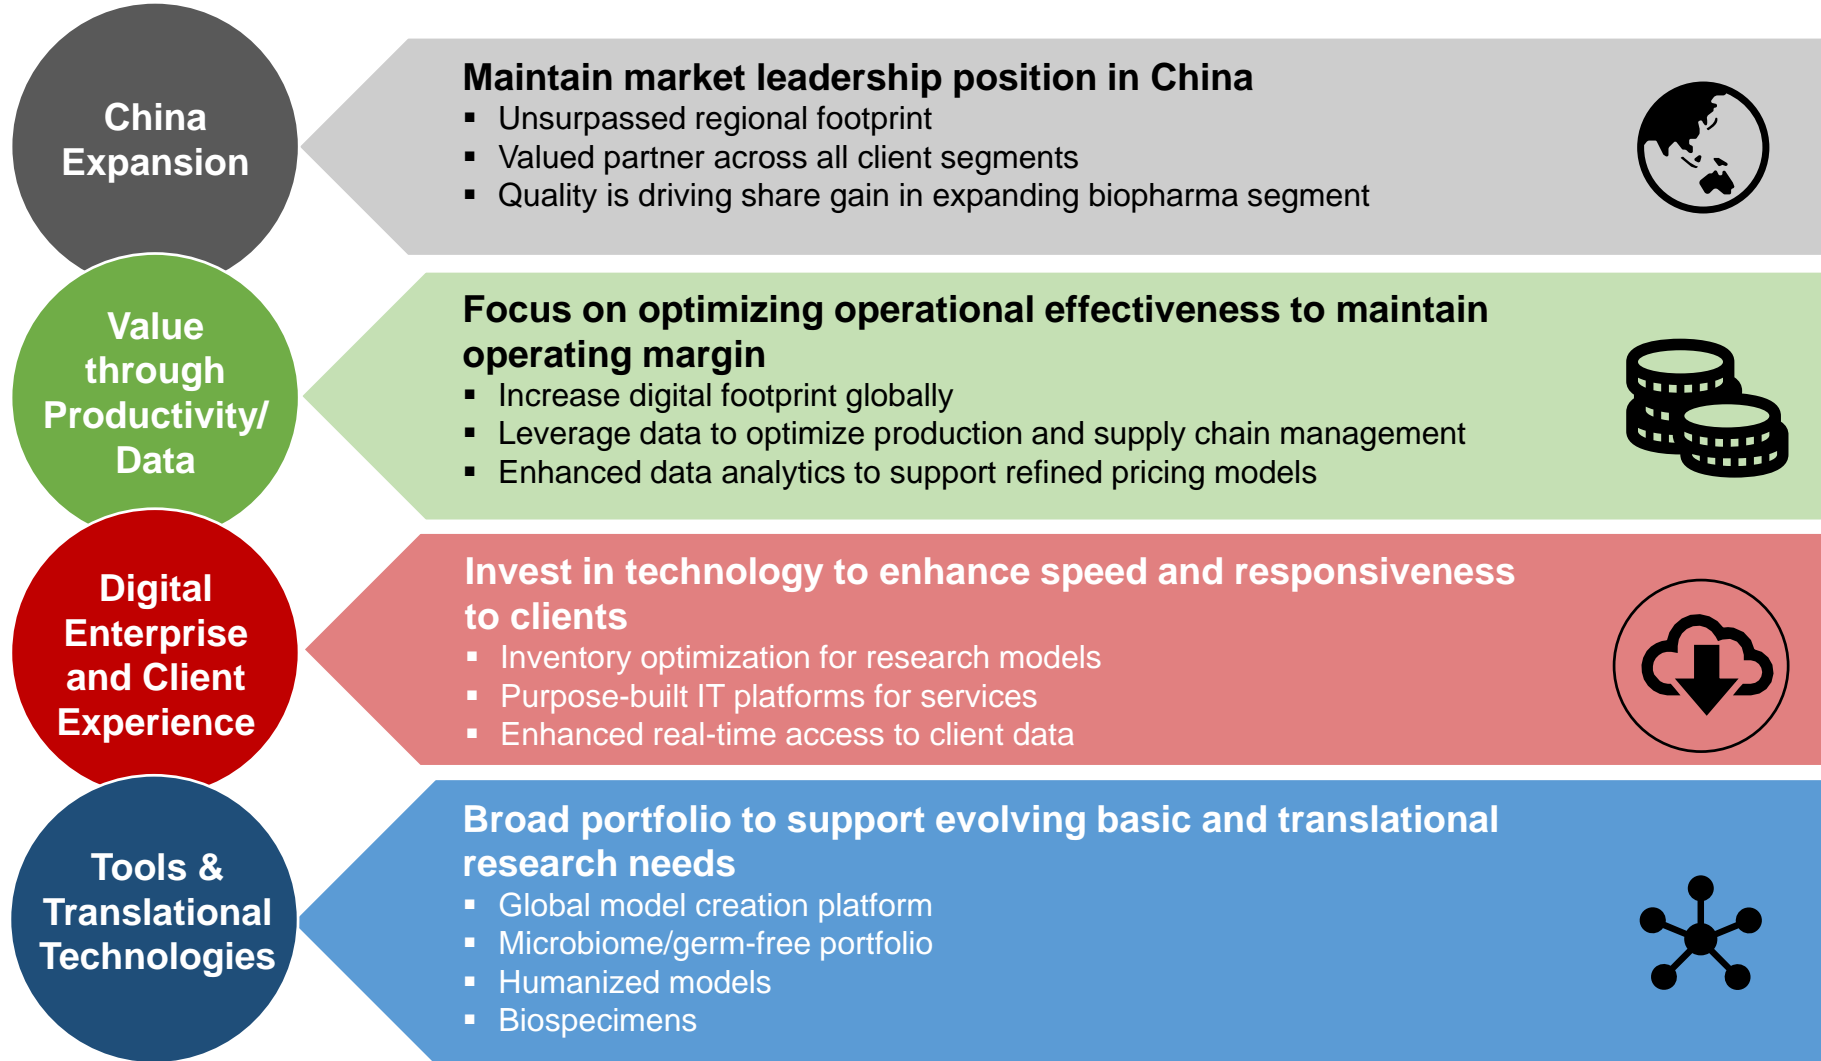 China
Expansion
Maintain market leadership position in China
▪ Unsurpassed regional footprint
▪ Valued partner across all client segments
▪ Quality is driving share gain in expanding biopharma segment
Value
through
Productivity/
Data
Focus on optimizing operational effectiveness to maintain
operating margin
▪ Increase digital footprint globally
▪ Leverage data to optimize production and supply chain management
▪ Enhanced data analytics to support refined pricing models
Digital
Enterprise
and Client
Experience
Invest in technology to enhance speed and responsiveness
to clients
▪ Inventory optimization for research models
▪ Purpose-built IT platforms for services
▪ Enhanced real-time access to client data
Tools &
Translational
Technologies
Broad portfolio to support evolving basic and translational
research needs
▪ Global model creation platform
▪ Microbiome/germ-free portfolio
▪ Humanized models
▪ Biospecimens